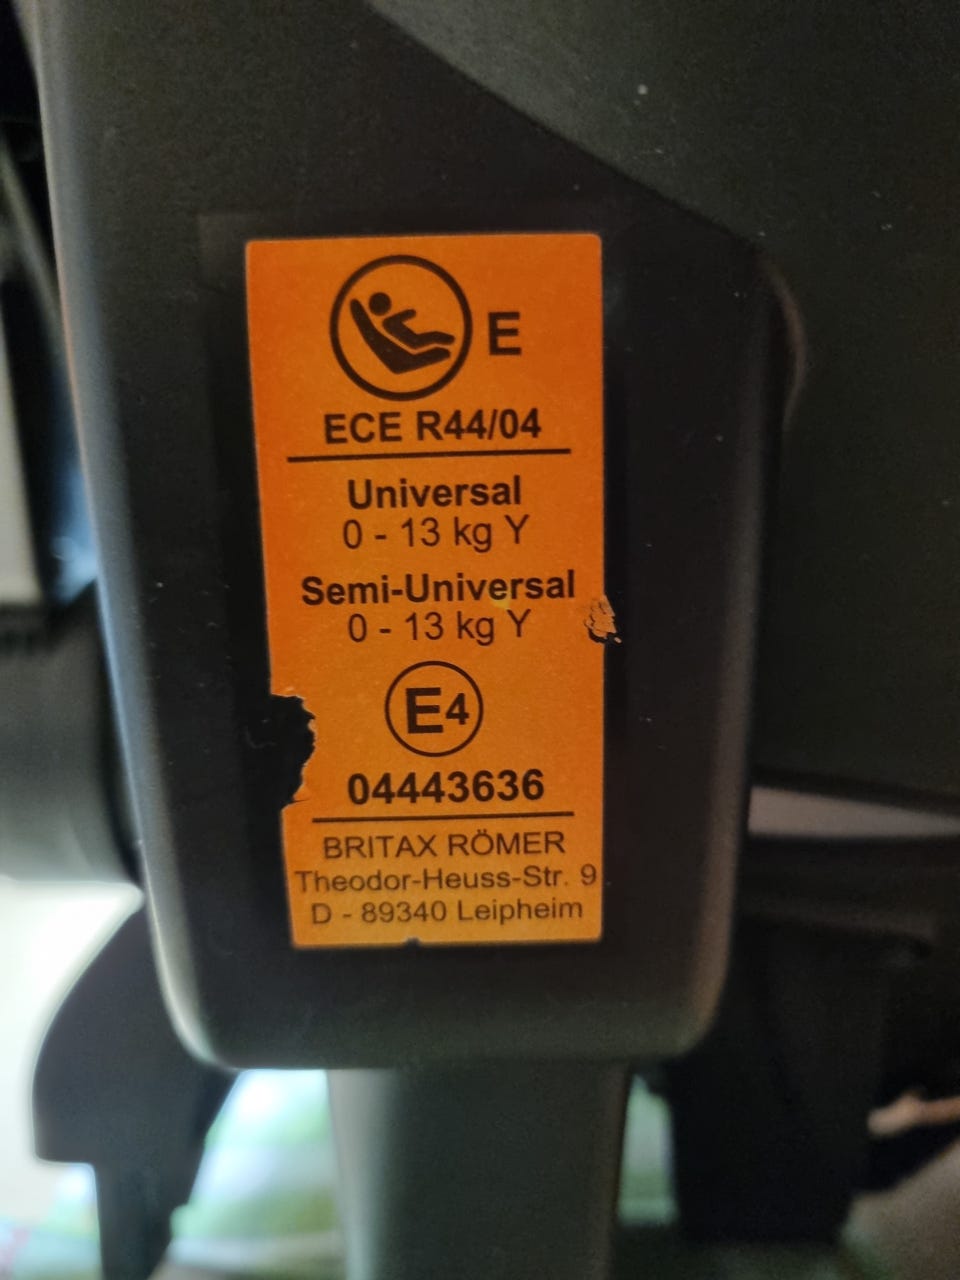 E
ECE R44/04
Universal
0 - 13 kg Y
Semi-Universal
0 - 13 kg Y
E4
04443636
BRITAX RÖMER
Theodor-Heuss-Str. 9
D - 89340 Leipheim